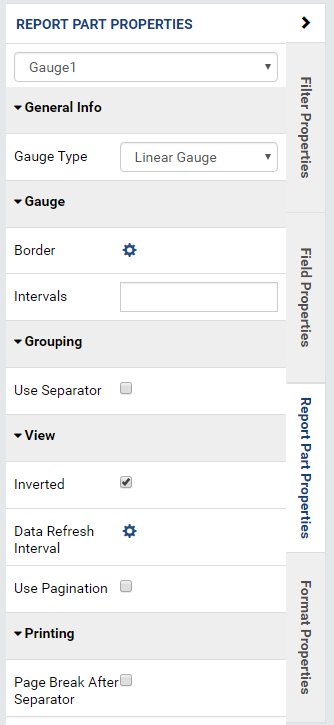 REPORT PART PROPERTIES
Gauge1
General Info
Gauge Type
Linear Gauge
Gauge
Border
Intervals
Grouping
Use Separator
View
Inverted
Data Refresh
Interval
Use Pagination
Printing
Page Break After
Separator
Filter Properties
Field Properties
Report Part Properties
Format Properties